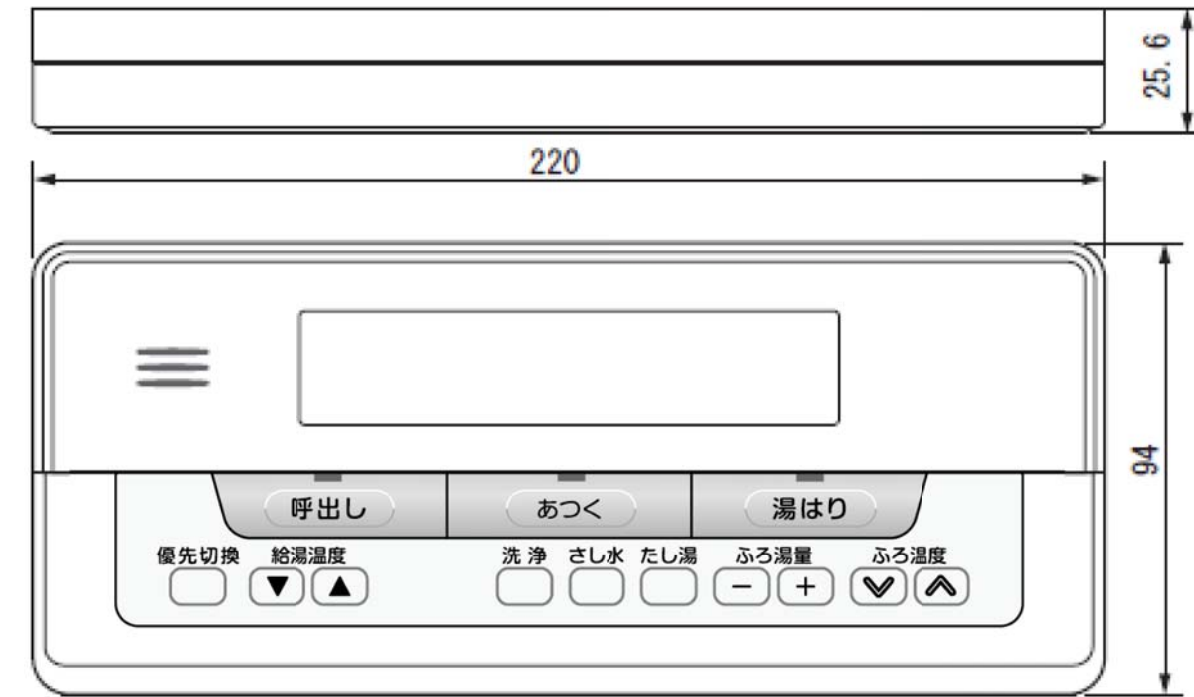 25.6
220
94
呼出し あつく 湯はり
優先切換 給湯温度 洗浄 さし水 たし湯 ふろ湯量 ふろ温度
▼ ▲ − +